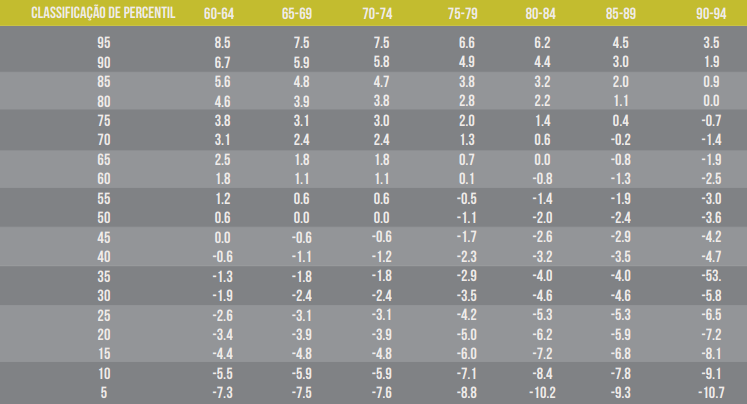 CLASSIFICAÇÃO DE PERCENTIL 60-64 65-69 70-74 75-79 80-84 85-89 90-94
95 8.5 7.5 7.5 6.6 6.2 4.5 3.5
90 6.7 5.9 5.8 4.9 4.4 3.0 1.9
85 5.6 4.8 4.7 3.8 3.2 2.0 0.9
80 4.6 3.9 3.8 2.8 2.2 1.1 0.0
75 3.8 3.1 3.0 2.0 1.4 0.4 -0.7
70 3.1 2.4 2.4 1.3 0.6 -0.2 -1.4
65 2.5 1.8 1.8 0.7 0.0 -0.8 -1.9
60 1.8 1.1 1.1 0.1 -0.8 -1.3 -2.5
55 1.2 0.6 0.6 -0.5 -1.4 -1.9 -3.0
50 0.6 0.0 0.0 -1.1 -2.0 -2.4 -3.6
45 0.0 -0.6 -0.6 -1.7 -2.6 -2.9 -4.2
40 -0.6 -1.1 -1.2 -2.3 -3.2 -3.5 -4.7
35 -1.3 -1.8 -1.8 -2.9 -4.0 -4.0 -53.
30 -1.9 -2.4 -2.4 -3.5 -4.6 -4.6 -5.8
25 -2.6 -3.1 -3.1 -4.2 -5.3 -5.3 -6.5
20 -3.4 -3.9 -3.9 -5.0 -6.2 -5.9 -7.2
15 -4.4 -4.8 -4.8 -6.0 -7.2 -6.8 -8.1
10 -5.5 -5.9 -5.9 -7.1 -8.4 -7.8 -9.1
5 -7.3 -7.5 -7.6 -8.8 -10.2 -9.3 -10.7